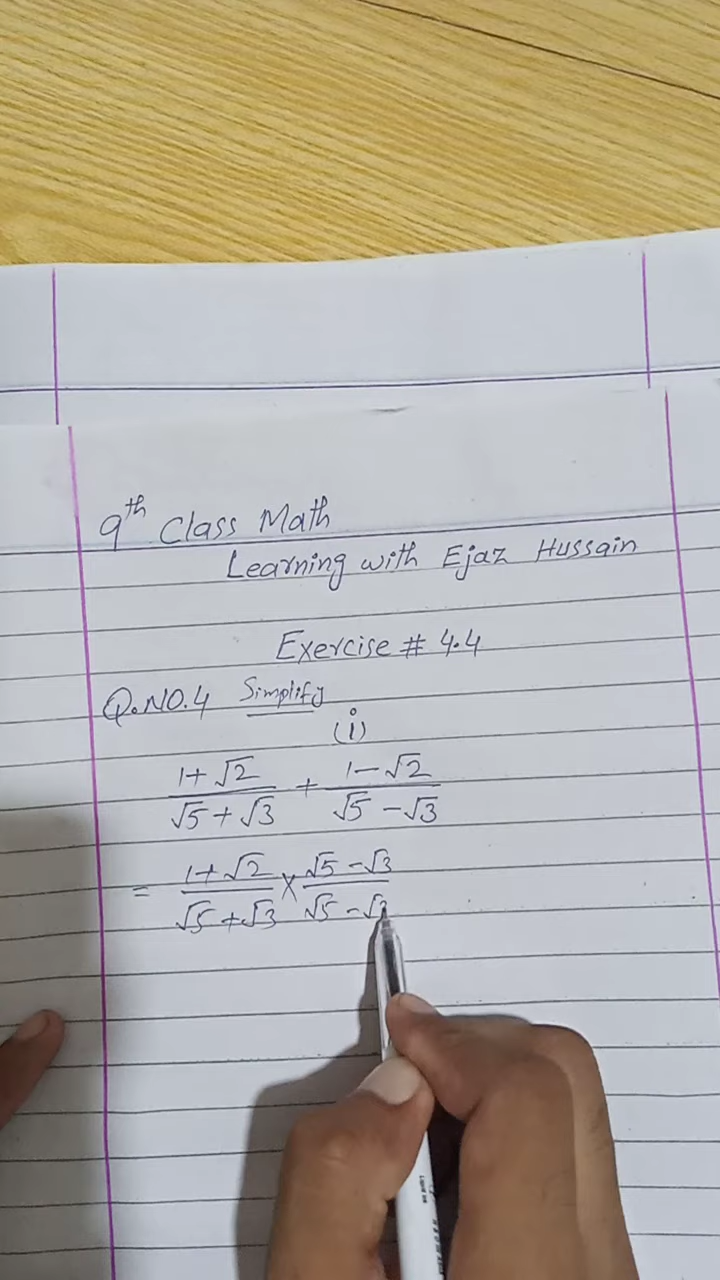 9th Class Math
Learning with Ejaz Hussain
Exercise # 4.4
Q.NO.4 Simplify
(i)
1+√2 / √5+√3 + 1-√2 / √5-√3
= 1+√2 / √5+√3 × √5-√3 / √5-√3